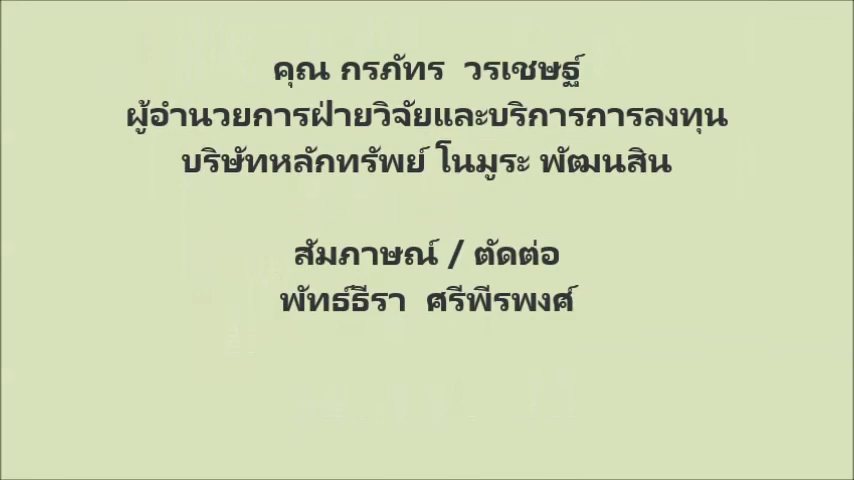 คุณ กรภัทร วรเชษฐ์
ผู้อำนวยการฝ่ายวิจัยและบริการการลงทุน
บริษัทหลักทรัพย์ โนมูระ พัฒนสิน
สัมภาษณ์ / ตัดต่อ
พัทธ์ธีรา ศรีพีรพงศ์